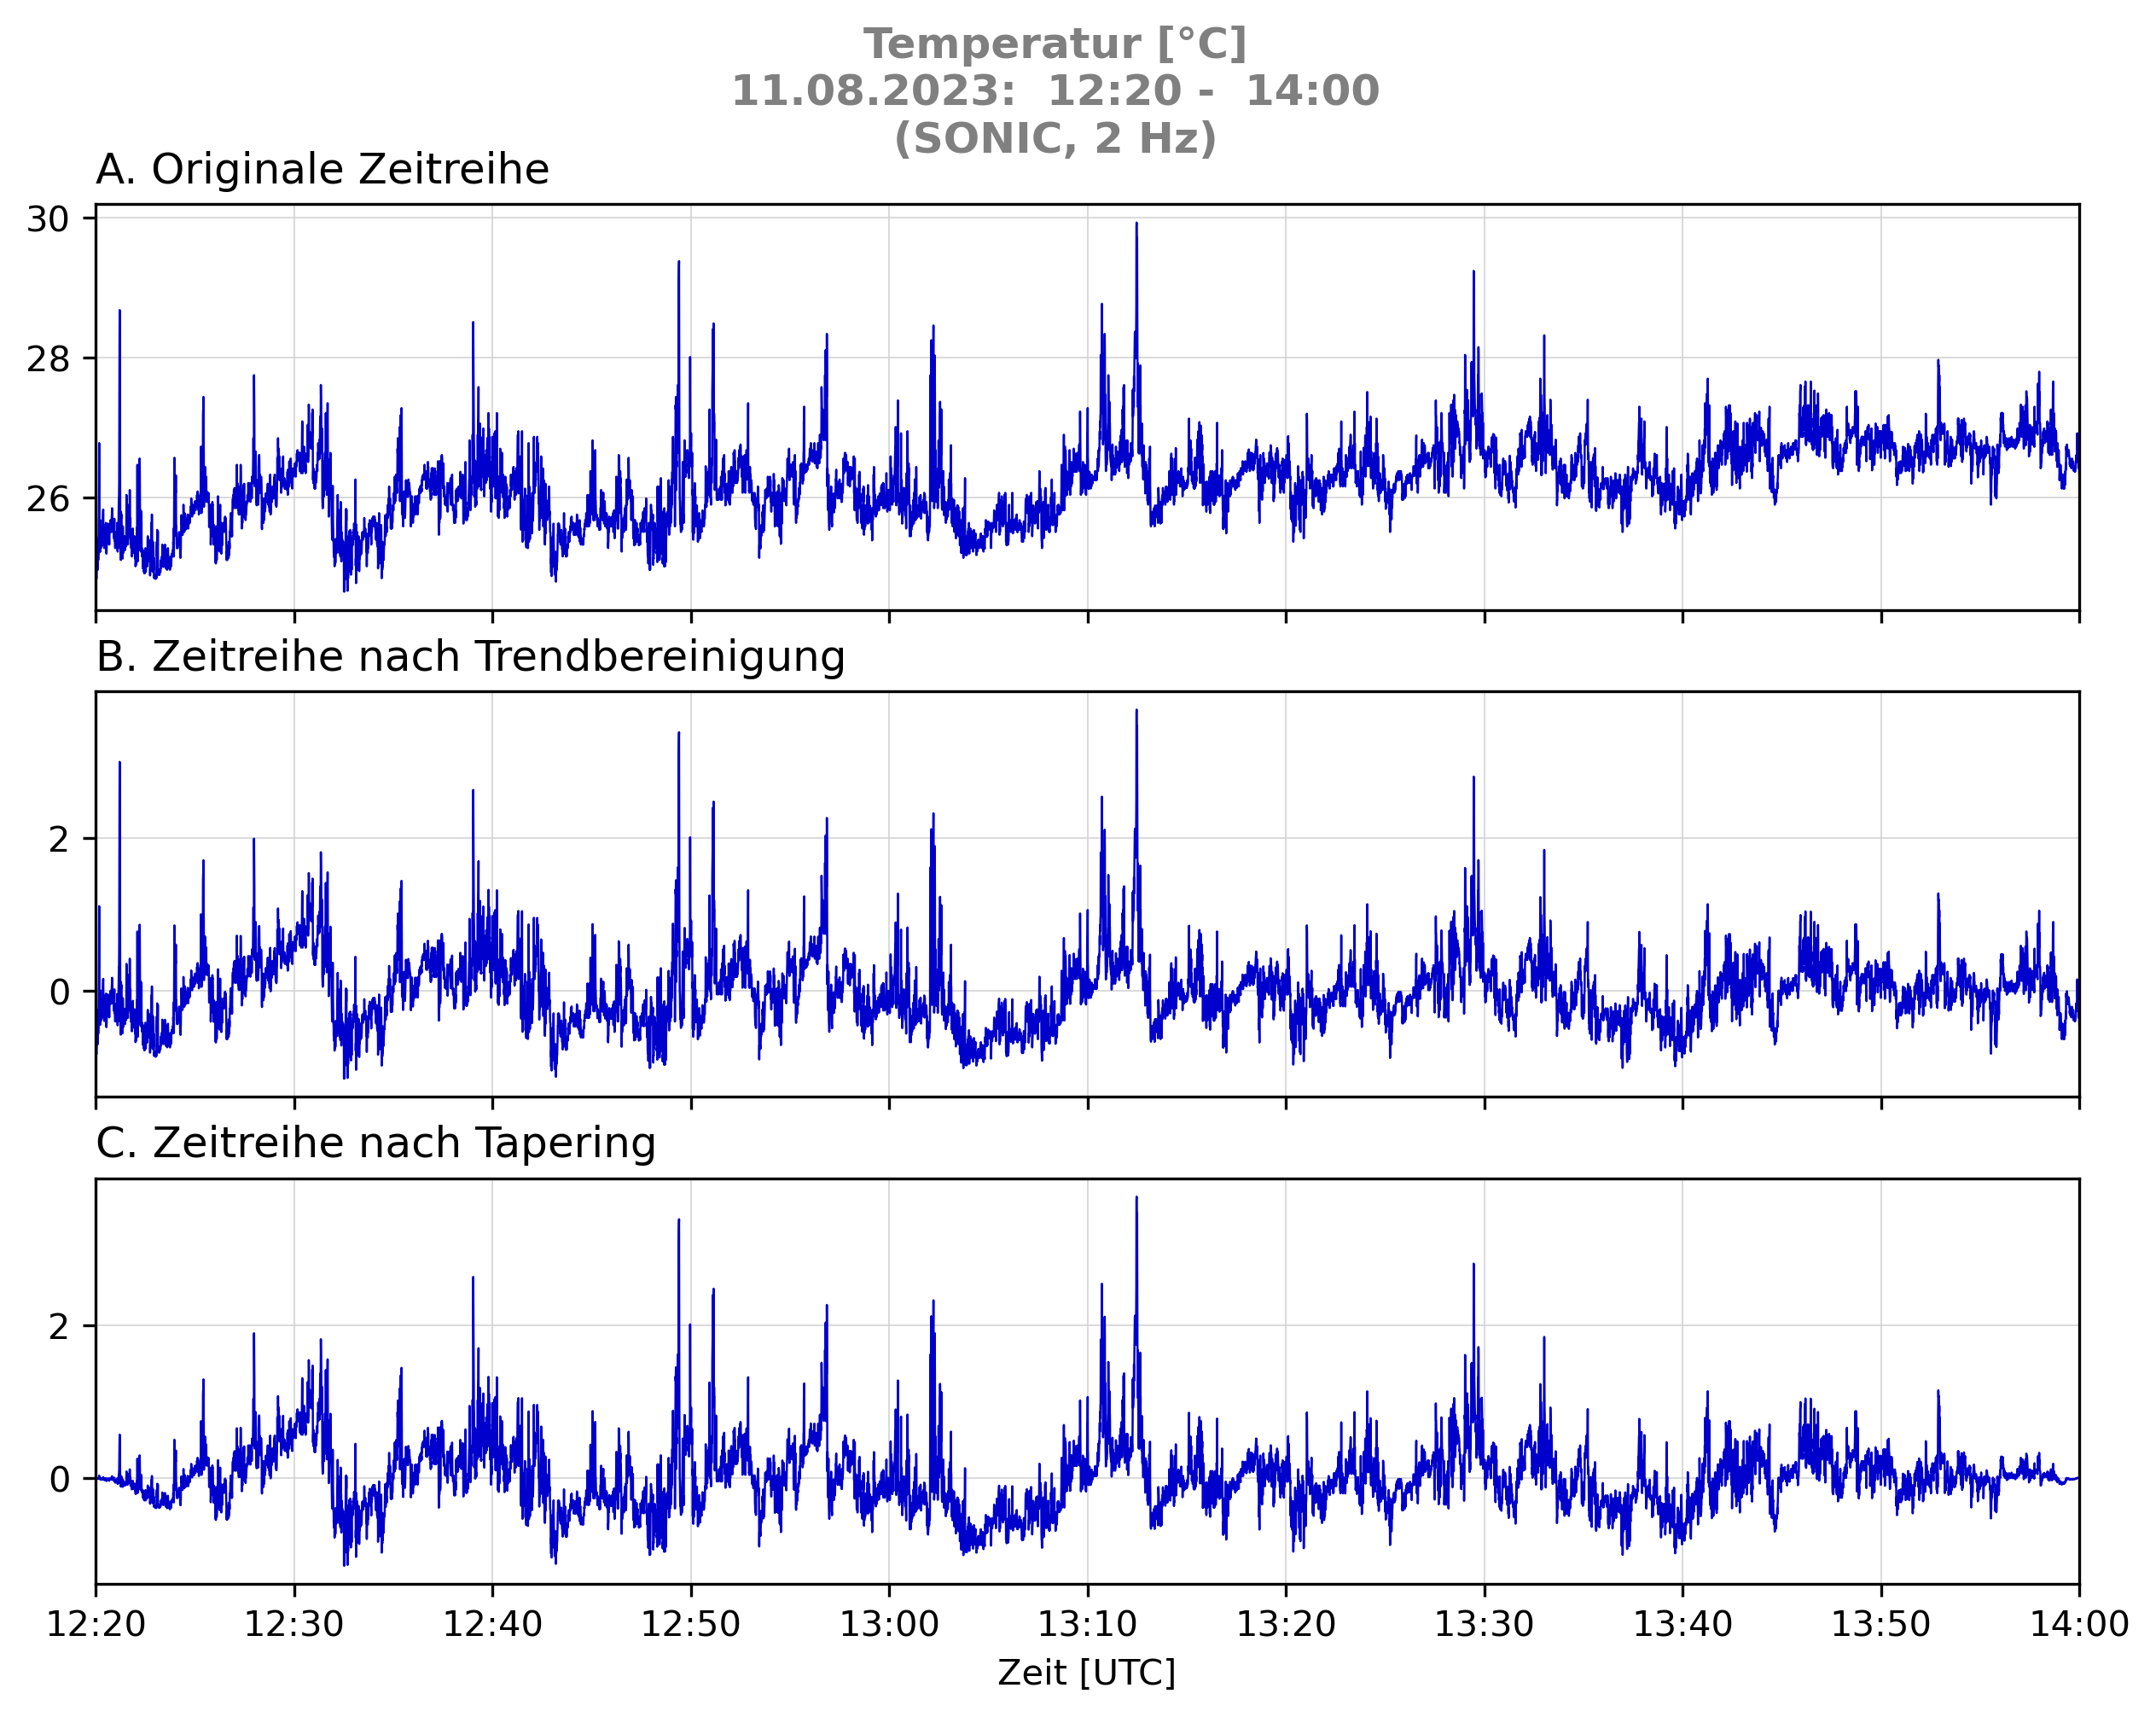 Temperatur [°C]
11.08.2023:  12:20 -  14:00
(SONIC, 2 Hz)
A. Originale Zeitreihe
30
28
26
B. Zeitreihe nach Trendbereinigung
2
0
C. Zeitreihe nach Tapering
2
0
12:20 12:30 12:40 12:50 13:00 13:10 13:20 13:30 13:40 13:50 14:00
Zeit [UTC]